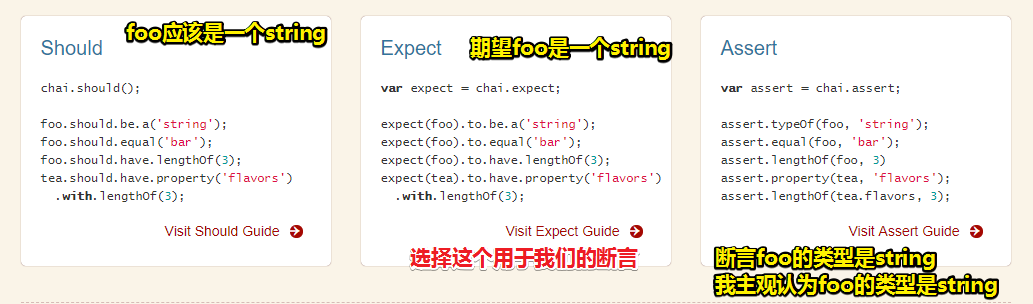 Should
foo应该是一个string
chai.should();
foo.should.be.a('string');
foo.should.equal('bar');
foo.should.have.lengthOf(3);
tea.should.have.property('flavors')
.with.lengthOf(3);
Visit Should Guide
Expect
期望foo是一个string
var expect = chai.expect;
expect(foo).to.be.a('string');
expect(foo).to.equal('bar');
expect(foo).to.have.lengthOf(3);
expect(tea).to.have.property('flavors')
.with.lengthOf(3);
Visit Expect Guide
选择这个用于我们的断言
Assert
var assert = chai.assert;
assert.typeOf(foo, 'string');
assert.equal(foo, 'bar');
assert.lengthOf(foo, 3)
assert.property(tea, 'flavors');
assert.lengthOf(tea.flavors, 3);
Visit Assert Guide
断言foo的类型是string
我主观认为foo的类型是string